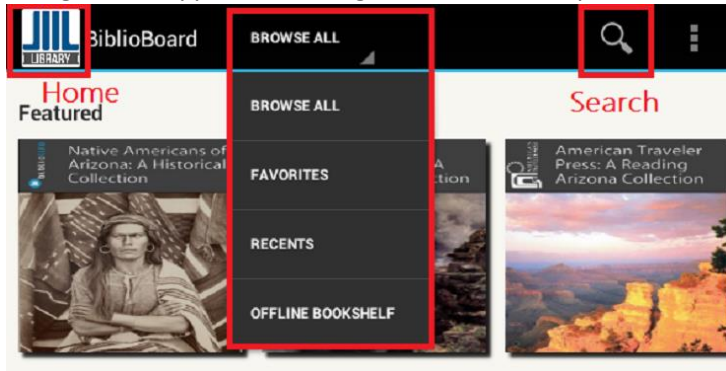 BiblioBoard
BROWSE ALL
LIBRARY
Home
Search
Featured
BROWSE ALL
FAVORITES
RECENTS
OFFLINE BOOKSHELF
Native Americans of
Arizona: A Historical
Collection
A
ction
American Traveler
Press: A Reading
Arizona Collection